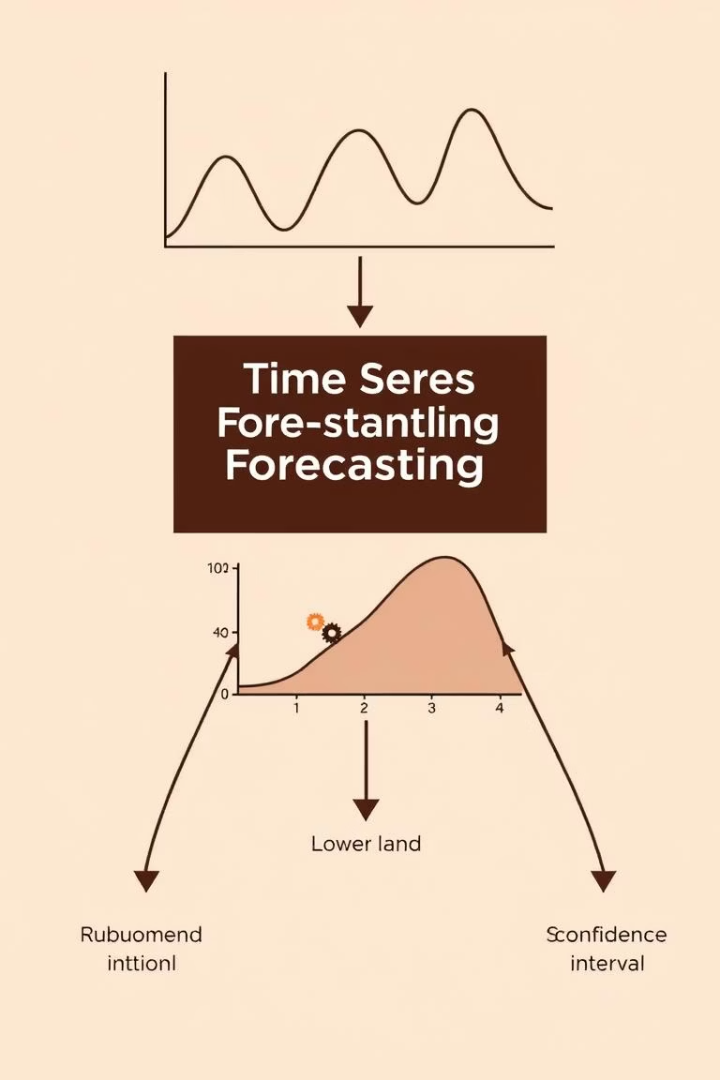 Time Seres
Fore-stantling
Forecasting
102
40
0
1 2 3 4
Lower land
Rubuomend
inttionl
Sconfidence
interval